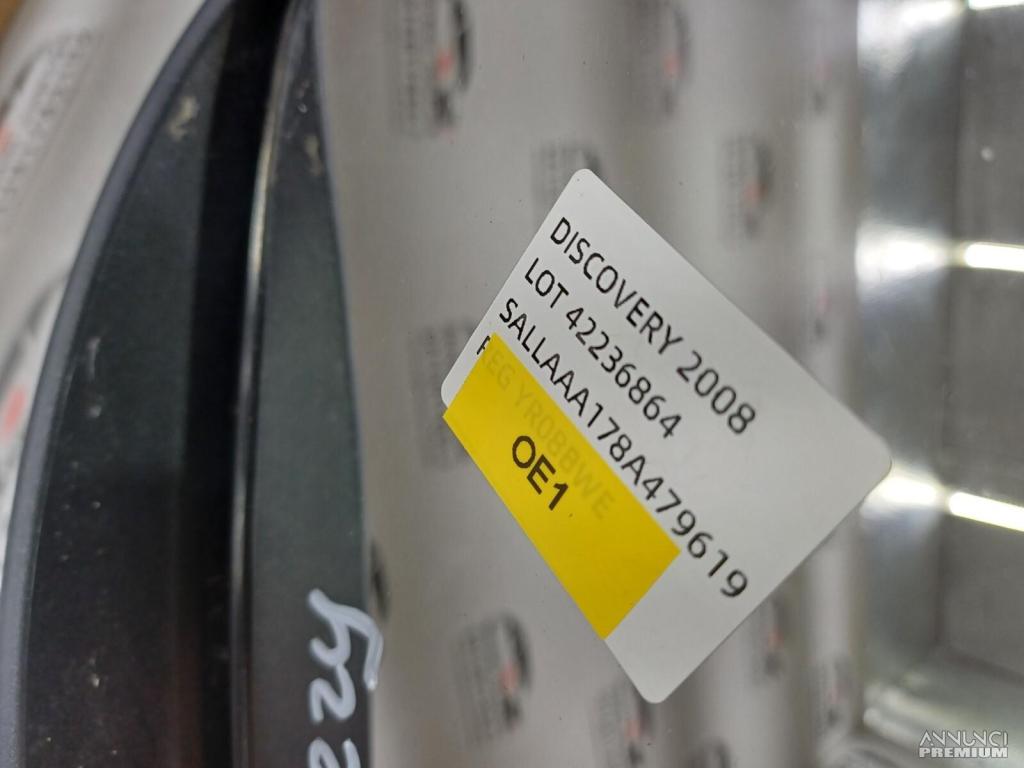 DISCOVERY 2008
LOT 42236864
SALLAAA178A479619
REG YR08BWE
OE1
ANNUNCI
PREMIUM